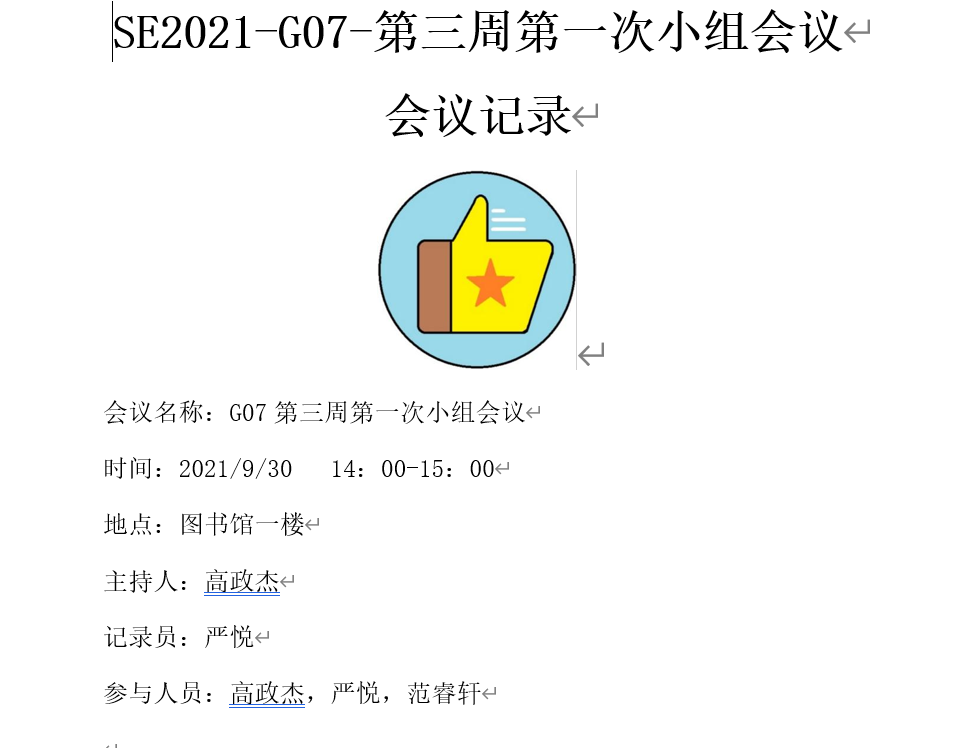 SE2021-G07-第三周第一次小组会议
会议记录
会议名称：G07 第三周第一次小组会议
时间：2021/9/30   14：00-15：00
地点：图书馆一楼
主持人：高政杰
记录员：严悦
参与人员：高政杰，严悦，范睿轩